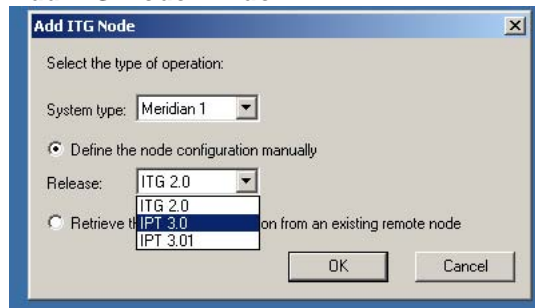 Add ITG Node
Select the type of operation:
System type: Meridian 1
Define the node configuration manually
Release: ITG 2.0
ITG 2.0
IPT 3.0
IPT 3.01
Retrieve on from an existing remote node
OK Cancel